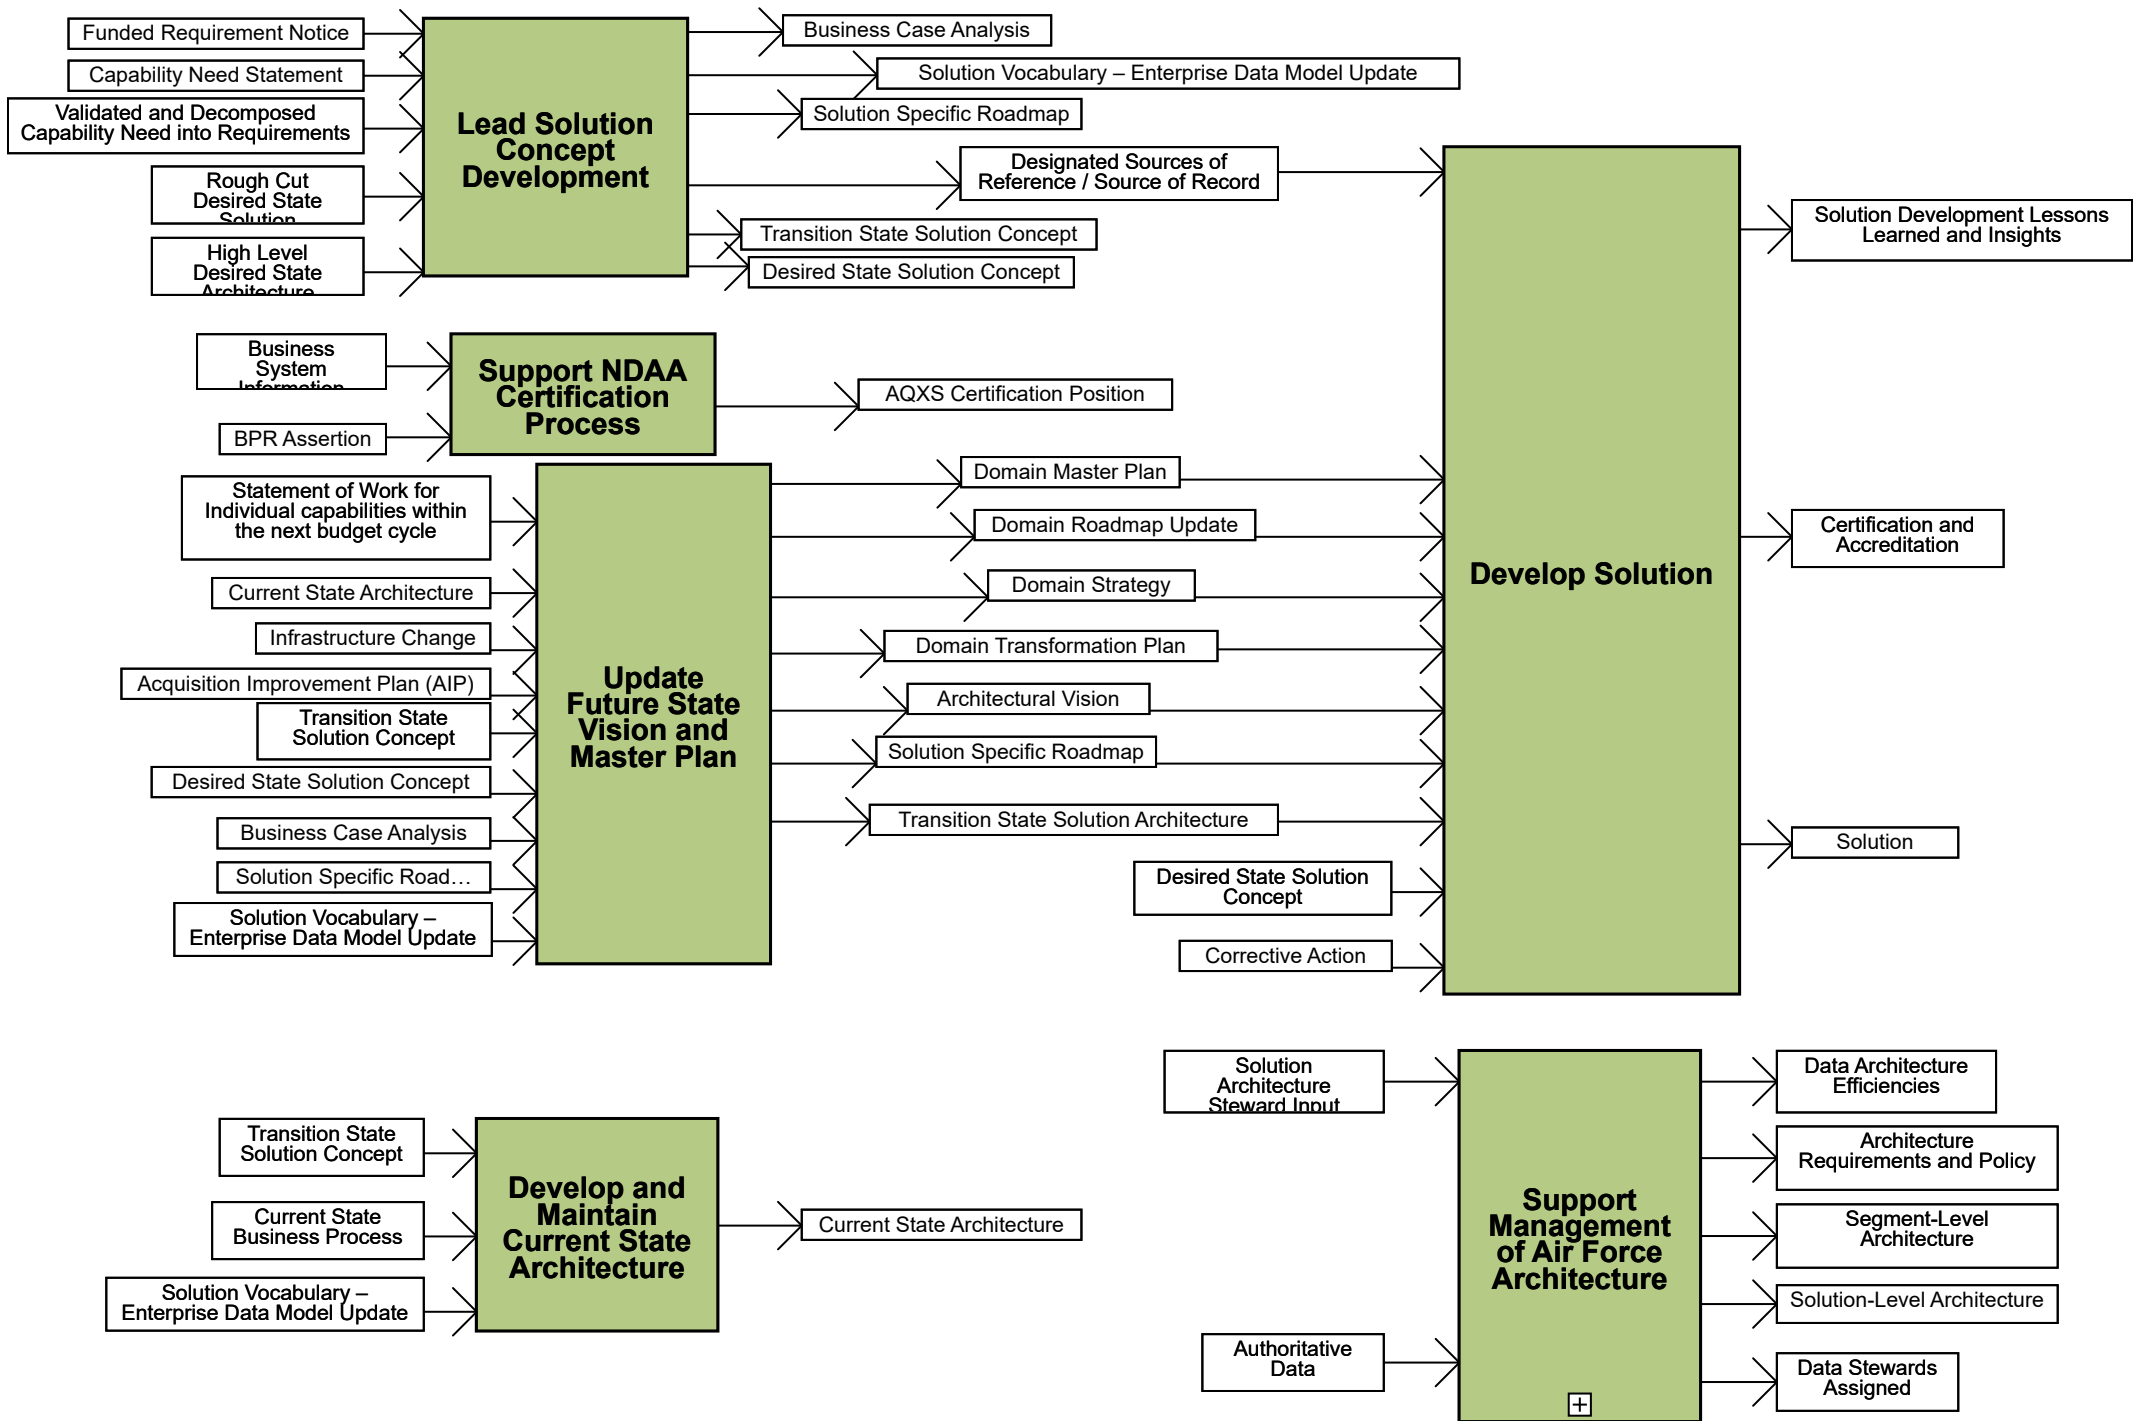 Funded Requirement Notice
Capability Need Statement
Validated and Decomposed
Capability Need into Requirements
Rough Cut
Desired State
Solution
High Level
Desired State
Architecture
Lead Solution
Concept
Development
Business Case Analysis
Solution Vocabulary – Enterprise Data Model Update
Solution Specific Roadmap
Designated Sources of
Reference / Source of Record
Transition State Solution Concept
Desired State Solution Concept
Business
System
Information
BPR Assertion
Support NDAA
Certification
Process
AQXS Certification Position
Statement of Work for
Individual capabilities within
the next budget cycle
Current State Architecture
Infrastructure Change
Acquisition Improvement Plan (AIP)
Transition State
Solution Concept
Desired State Solution Concept
Business Case Analysis
Solution Specific Road…
Solution Vocabulary –
Enterprise Data Model Update
Update
Future State
Vision and
Master Plan
Domain Master Plan
Domain Roadmap Update
Domain Strategy
Domain Transformation Plan
Architectural Vision
Solution Specific Roadmap
Transition State Solution Architecture
Desired State Solution
Concept
Corrective Action
Develop Solution
Solution Development Lessons
Learned and Insights
Certification and
Accreditation
Solution
Transition State
Solution Concept
Current State
Business Process
Solution Vocabulary –
Enterprise Data Model Update
Develop and
Maintain
Current State
Architecture
Current State Architecture
Solution
Architecture
Steward Input
Authoritative
Data
Support
Management
of Air Force
Architecture
Data Architecture
Efficiencies
Architecture
Requirements and Policy
Segment-Level
Architecture
Solution-Level Architecture
Data Stewards
Assigned